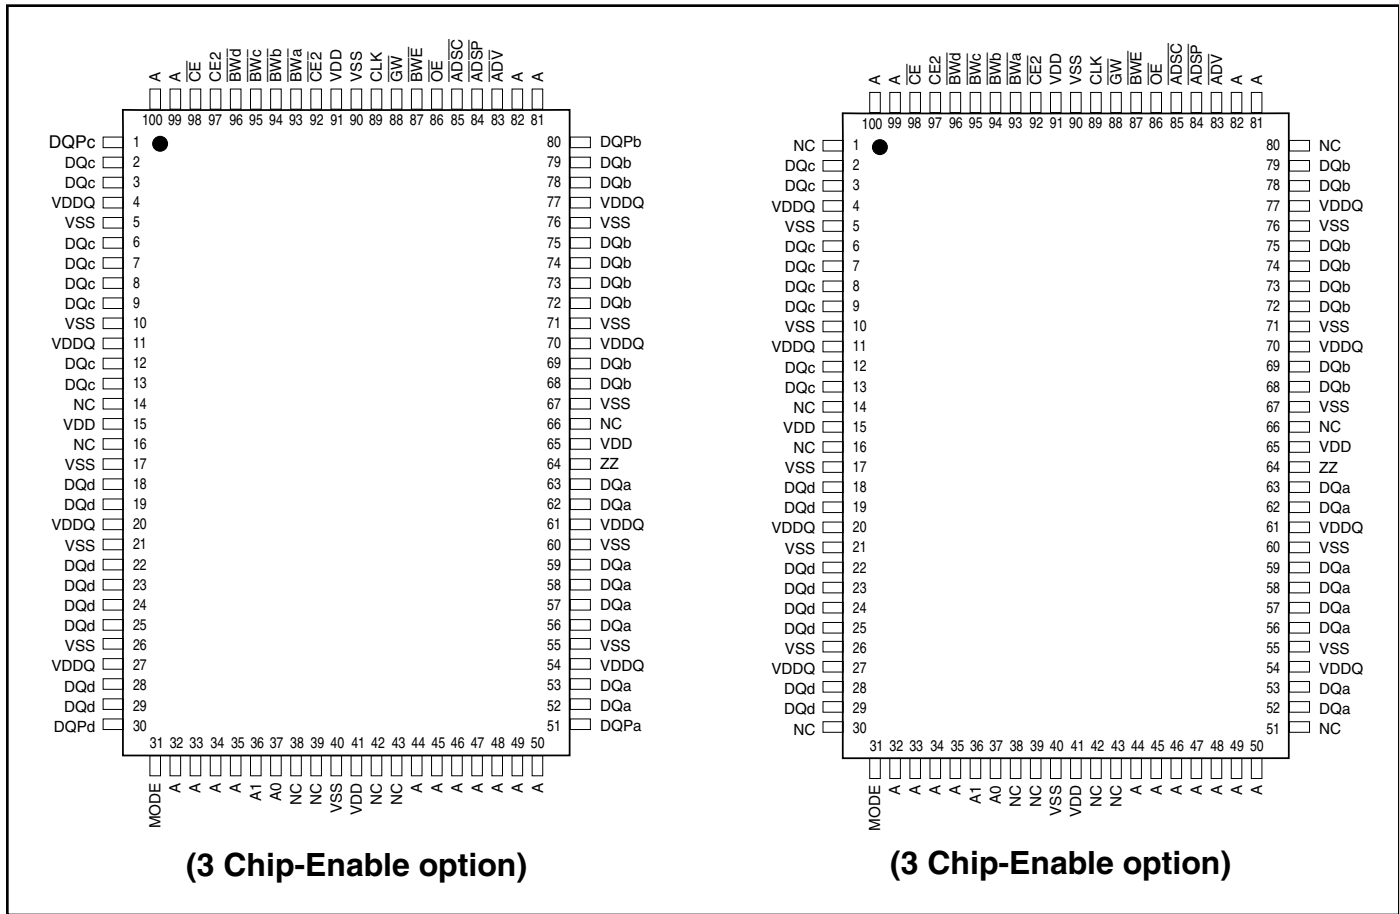 A A CE CE2 BWd BWc BWb BWa CE2 VDD VSS CLK GW BWE OE ADSC ADSP ADV A A
100 99 98 97 96 95 94 93 92 91 90 89 88 87 86 85 84 83 82 81
DQPc 1 80 DQPb
DQc 2 79 DQb
DQc 3 78 DQb
VDDQ 4 77 VDDQ
VSS 5 76 VSS
DQc 6 75 DQb
DQc 7 74 DQb
DQc 8 73 DQb
DQc 9 72 DQb
VSS 10 71 VSS
VDDQ 11 70 VDDQ
DQc 12 69 DQb
DQc 13 68 DQb
NC 14 67 VSS
VDD 15 66 NC
NC 16 65 VDD
VSS 17 64 ZZ
DQd 18 63 DQa
DQd 19 62 DQa
VDDQ 20 61 VDDQ
VSS 21 60 VSS
DQd 22 59 DQa
DQd 23 58 DQa
DQd 24 57 DQa
DQd 25 56 DQa
VSS 26 55 VSS
VDDQ 27 54 VDDQ
DQd 28 53 DQa
DQd 29 52 DQa
DQPd 30 51 DQPa
31 32 33 34 35 36 37 38 39 40 41 42 43 44 45 46 47 48 49 50
MODE A A A A A1 A0 NC NC VSS VDD NC NC A A A A A A A
(3 Chip-Enable option)
A A CE CE2 BWd BWc BWb BWa CE2 VDD VSS CLK GW BWE OE ADSC ADSP ADV A A
100 99 98 97 96 95 94 93 92 91 90 89 88 87 86 85 84 83 82 81
NC 1 80 NC
DQc 2 79 DQb
DQc 3 78 DQb
VDDQ 4 77 VDDQ
VSS 5 76 VSS
DQc 6 75 DQb
DQc 7 74 DQb
DQc 8 73 DQb
DQc 9 72 DQb
VSS 10 71 VSS
VDDQ 11 70 VDDQ
DQc 12 69 DQb
DQc 13 68 DQb
NC 14 67 VSS
VDD 15 66 NC
NC 16 65 VDD
VSS 17 64 ZZ
DQd 18 63 DQa
DQd 19 62 DQa
VDDQ 20 61 VDDQ
VSS 21 60 VSS
DQd 22 59 DQa
DQd 23 58 DQa
DQd 24 57 DQa
DQd 25 56 DQa
VSS 26 55 VSS
VDDQ 27 54 VDDQ
DQd 28 53 DQa
DQd 29 52 DQa
NC 30 51 NC
31 32 33 34 35 36 37 38 39 40 41 42 43 44 45 46 47 48 49 50
MODE A A A A A1 A0 NC NC VSS VDD NC NC A A A A A A A
(3 Chip-Enable option)